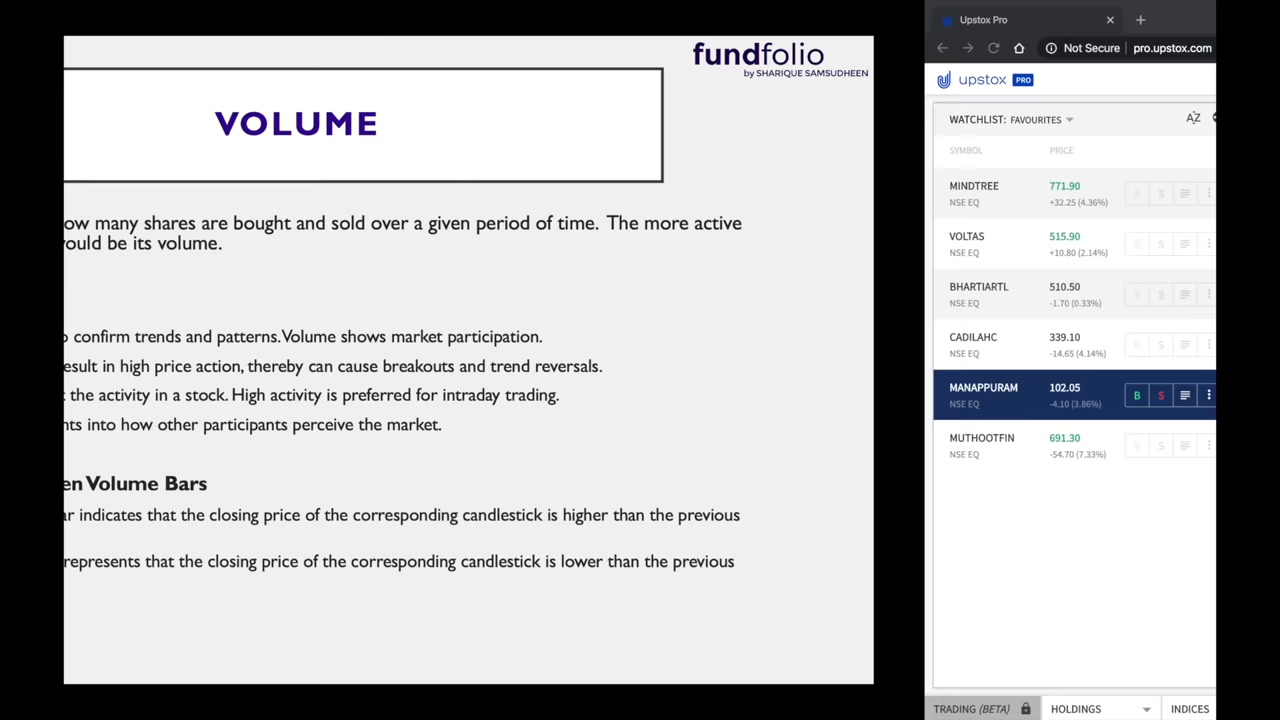 fundfolio
by SHARIQUE SAMSUDHEEN
VOLUME
many shares are bought and sold over a given period of time. The more active
be its volume.
confirm trends and patterns. Volume shows market participation.
in high price action, thereby can cause breakouts and trend reversals.
the activity in a stock. High activity is preferred for intraday trading.
into how other participants perceive the market.
Volume Bars
indicates that the closing price of the corresponding candlestick is higher than the previous
represents that the closing price of the corresponding candlestick is lower than the previous
Upstox Pro
Not Secure pro.upstox.com
upstox PRO
WATCHLIST: FAVOURITES AZ
SYMBOL PRICE
MINDTREE 771.90
NSE EQ +32.25 (4.36%)
B S
VOLTAS 515.90
NSE EQ +10.80 (2.14%)
B S
BHARTIARTL 510.50
NSE EQ -1.70 (0.33%)
B S
CADILAHC 339.10
NSE EQ -14.65 (4.14%)
B S
MANAPPURAM 102.05
NSE EQ -4.10 (3.86%)
B S
MUTHOOTFIN 691.30
NSE EQ -54.70 (7.33%)
B S
TRADING (BETA) HOLDINGS INDICES